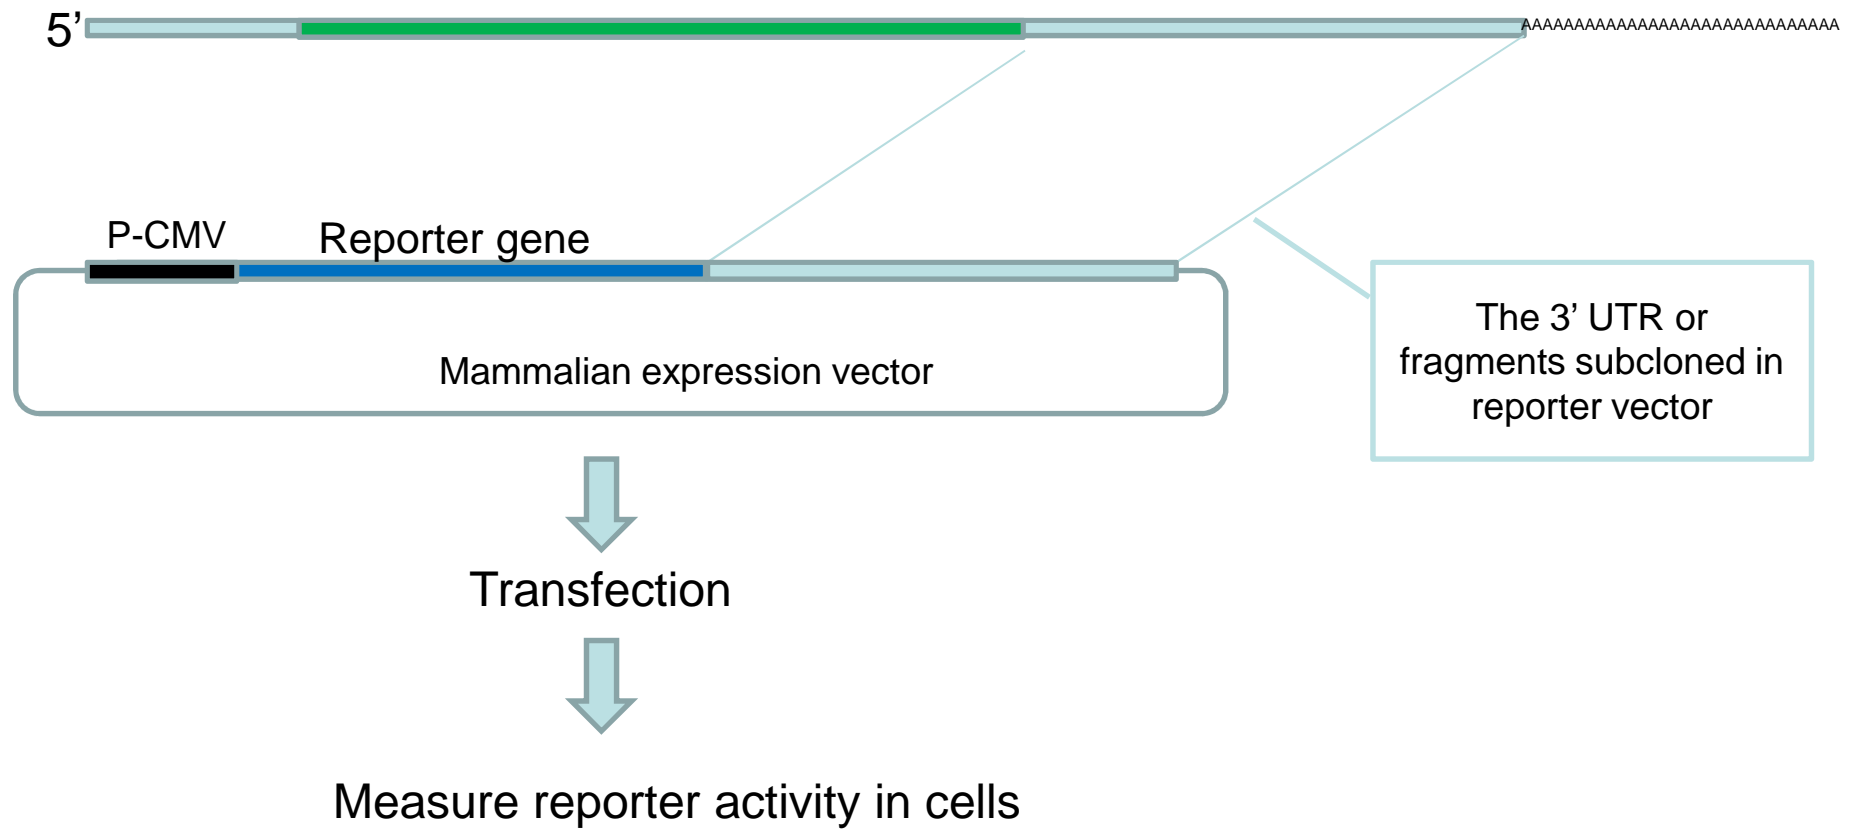 5’
AAAAAAAAAAAAAAAAAAAAAAAAAAAAAA
P-CMV
Reporter gene
Mammalian expression vector
The 3’ UTR or
fragments subcloned in
reporter vector
Transfection
Measure reporter activity in cells